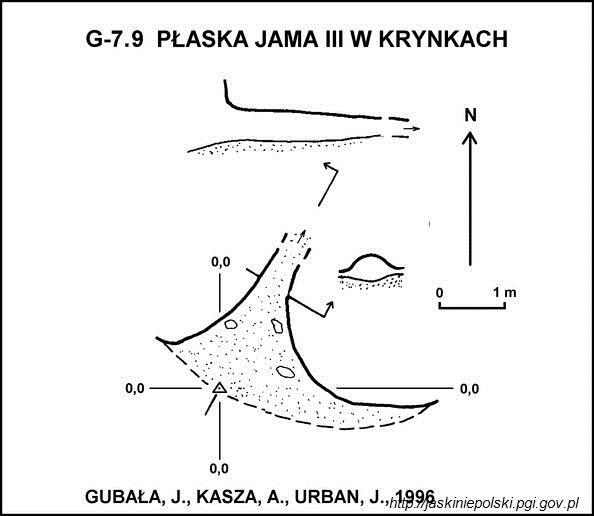 G-7.9 PŁASKA JAMA III W KRYNKACH
N
0,0
0 1 m
0,0 0,0
0,0
GUBAŁA, J., KASZA, A., URBAN, J., 1996
http://jaskiniepolski.pgi.gov.pl